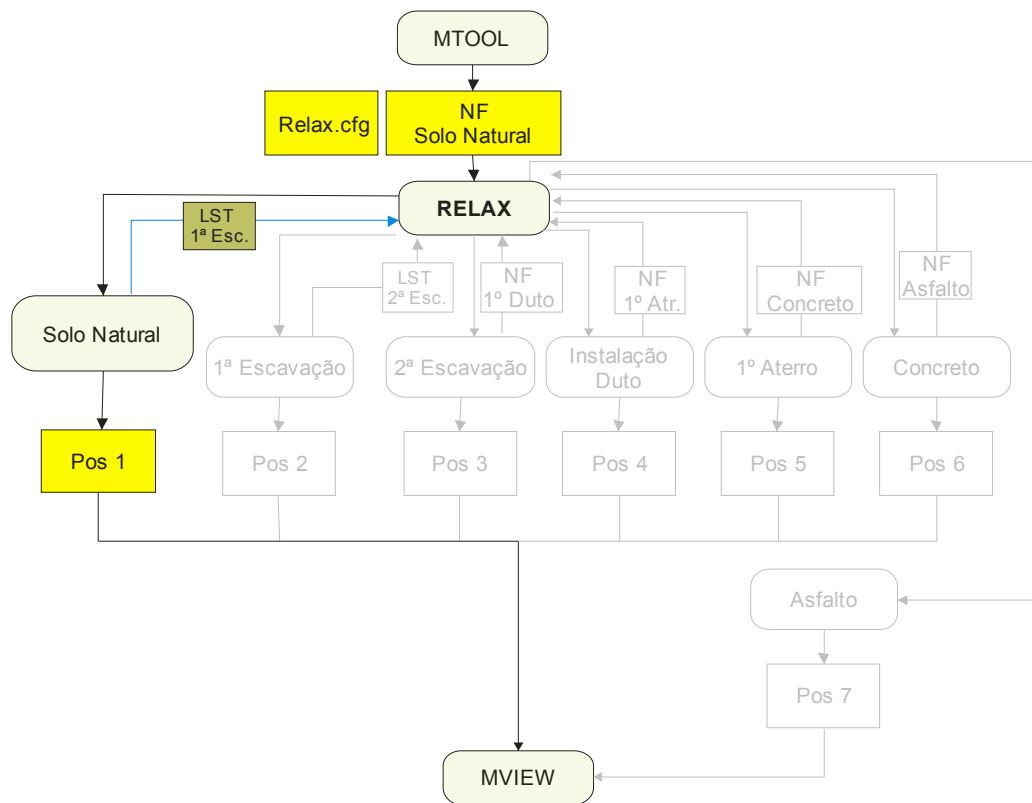 MTOOL
Relax.cfg
NF
Solo Natural
RELAX
LST
1ª Esc.
LST
2ª Esc.
NF
1º Duto
NF
1º Atr.
NF
Concreto
NF
Asfalto
Solo Natural
1ª Escavação
2ª Escavação
Instalação
Duto
1º Aterro
Concreto
Pos 1
Pos 2
Pos 3
Pos 4
Pos 5
Pos 6
Asfalto
Pos 7
MVIEW